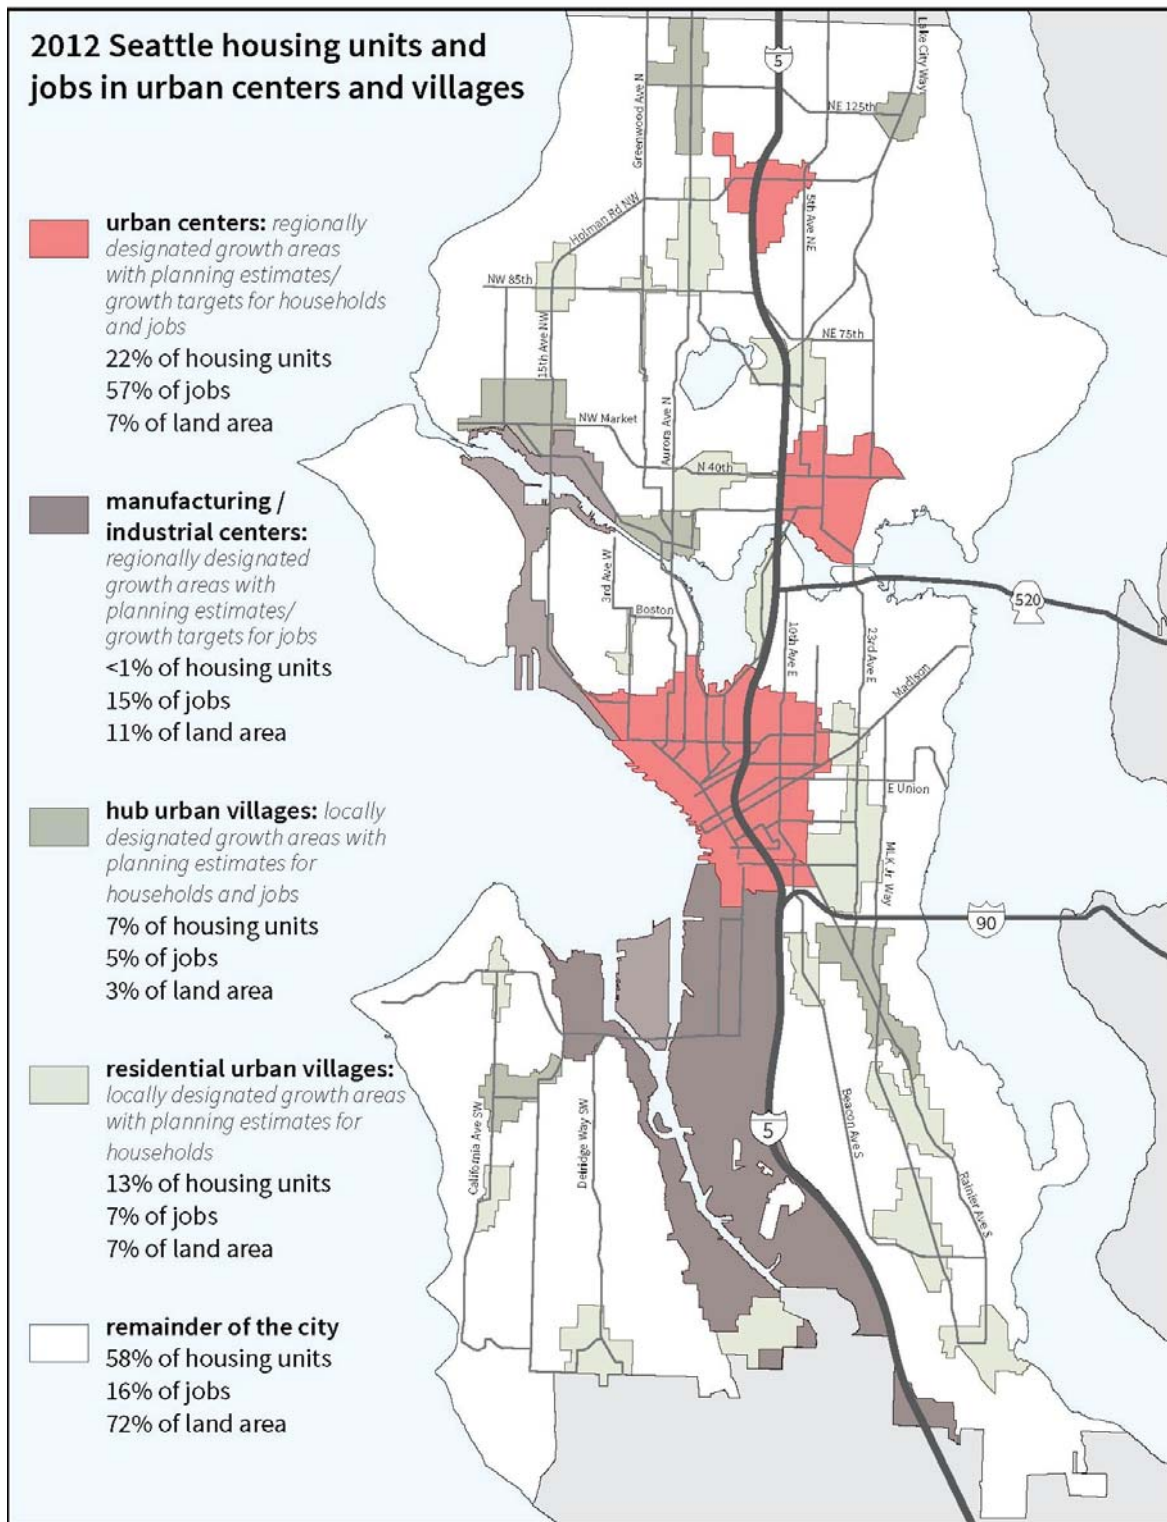 2012 Seattle housing units and
jobs in urban centers and villages
urban centers: regionally
designated growth areas
with planning estimates/
growth targets for households
and jobs
22% of housing units
57% of jobs
7% of land area
manufacturing /
industrial centers:
regionally designated
growth areas with
planning estimates/
growth targets for jobs
<1% of housing units
15% of jobs
11% of land area
hub urban villages: locally
designated growth areas with
planning estimates for
households and jobs
7% of housing units
5% of jobs
3% of land area
residential urban villages:
locally designated growth areas
with planning estimates for
households
13% of housing units
7% of jobs
7% of land area
remainder of the city
58% of housing units
16% of jobs
72% of land area
Lake City Way
5
Greenwood Ave N
NE 125th
5th Ave NE
Holman Rd NW
NW 85th
15th Ave NW
NE 75th
NW Market
Aurora Ave N
N 40th
3rd Ave W
Boston
520
10th Ave E
23rd Ave E
Madison
E Union
MLK Jr Way
90
California Ave SW
Delridge Way SW
5
Beacon Ave S
Rainier Ave S